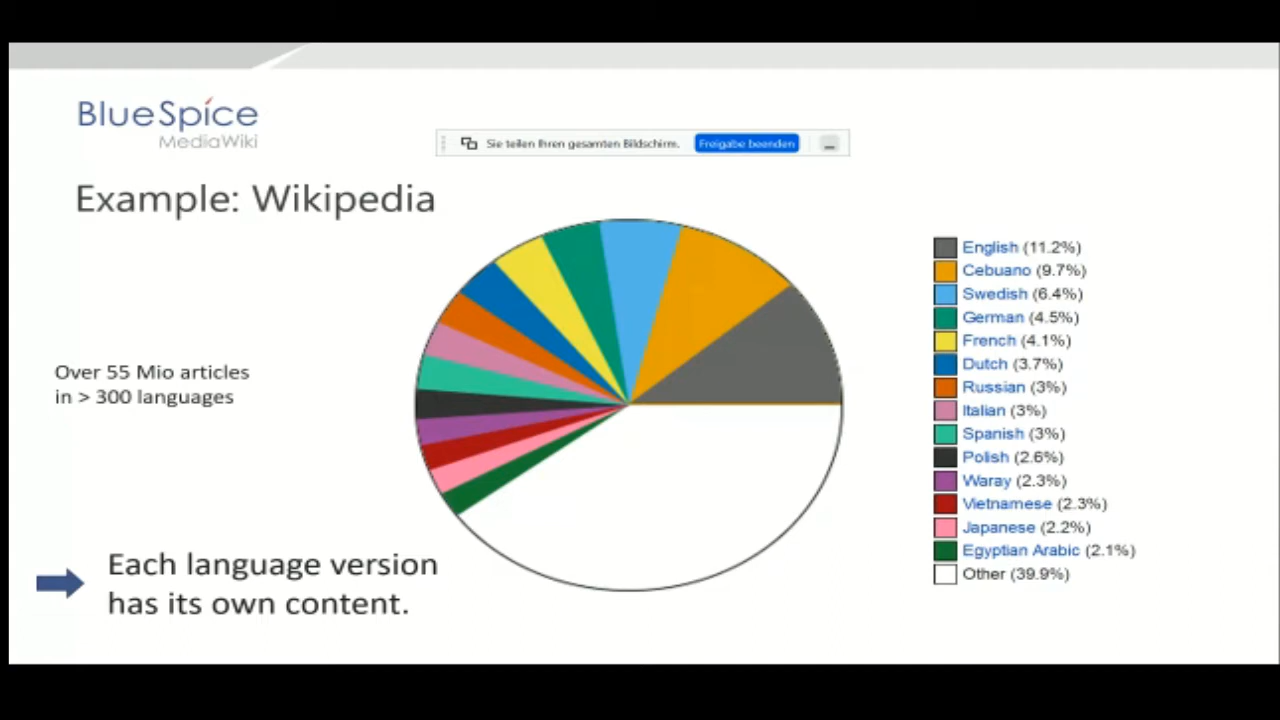 BlueSpice
MediaWiki
Sie teilen Ihren gesamten Bildschirm. Freigabe beenden
Example: Wikipedia
Over 55 Mio articles
in > 300 languages
Each language version
has its own content.
English (11.2%)
Cebuano (9.7%)
Swedish (6.4%)
German (4.5%)
French (4.1%)
Dutch (3.7%)
Russian (3%)
Italian (3%)
Spanish (3%)
Polish (2.6%)
Waray (2.3%)
Vietnamese (2.3%)
Japanese (2.2%)
Egyptian Arabic (2.1%)
Other (39.9%)